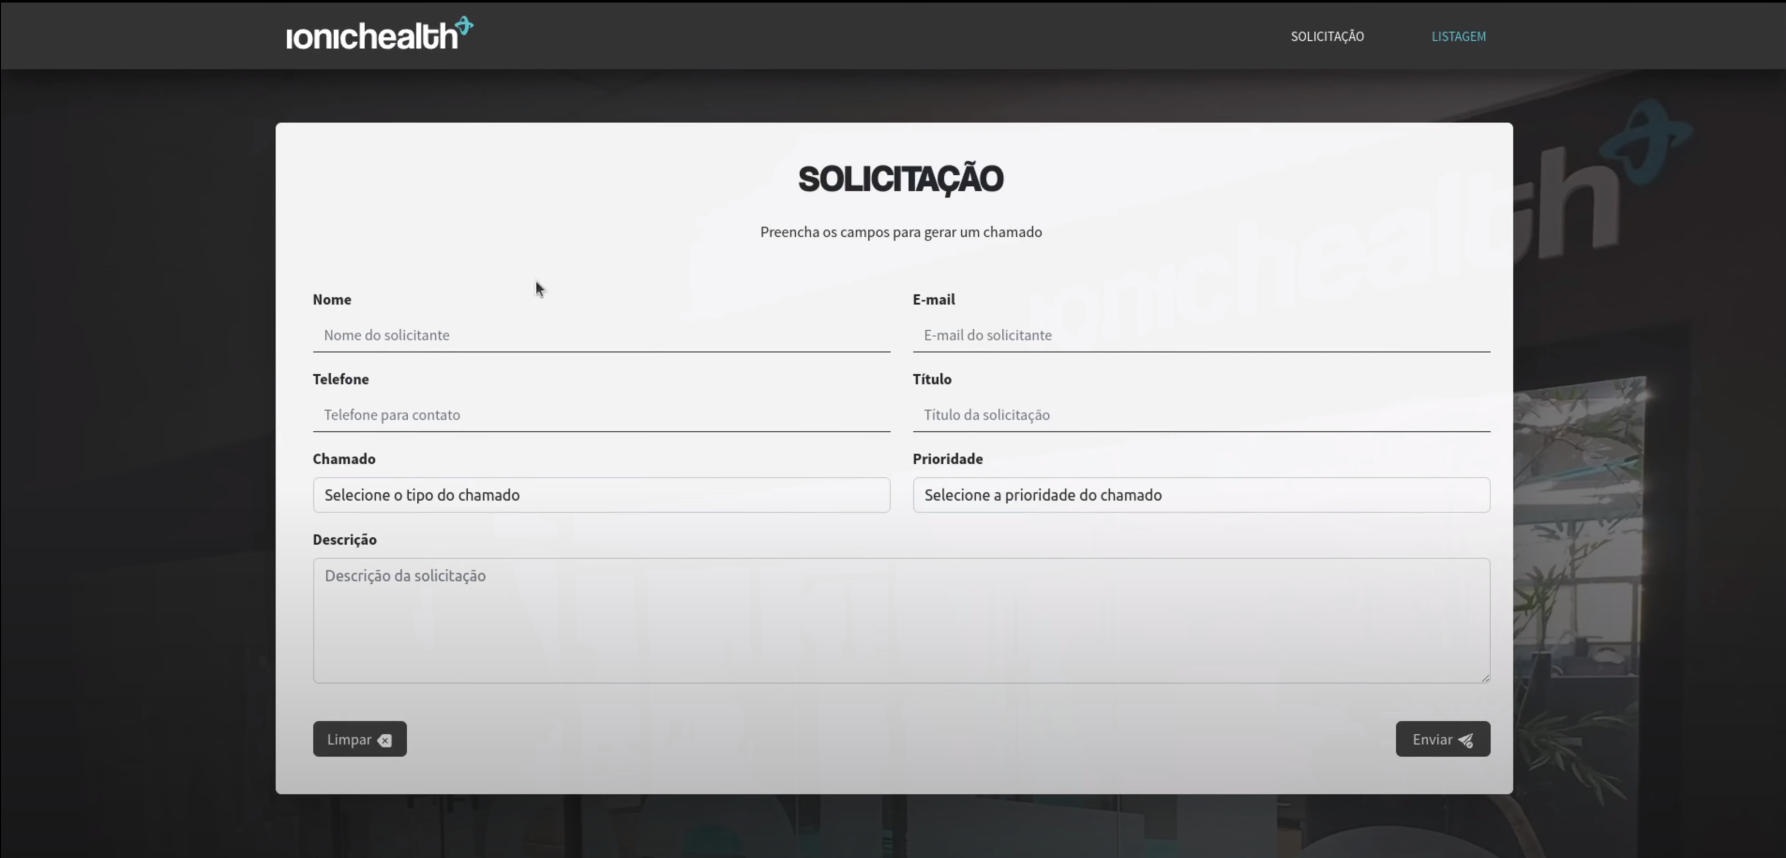 ionichealth
SOLICITAÇÃO
LISTAGEM
SOLICITAÇÃO
Preencha os campos para gerar um chamado
ionichealth
Nome
E-mail
Nome do solicitante
E-mail do solicitante
Telefone
Título
Telefone para contato
Título da solicitação
Chamado
Prioridade
Selecione o tipo do chamado
Selecione a prioridade do chamado
Descrição
Descrição da solicitação
Limpar
Enviar